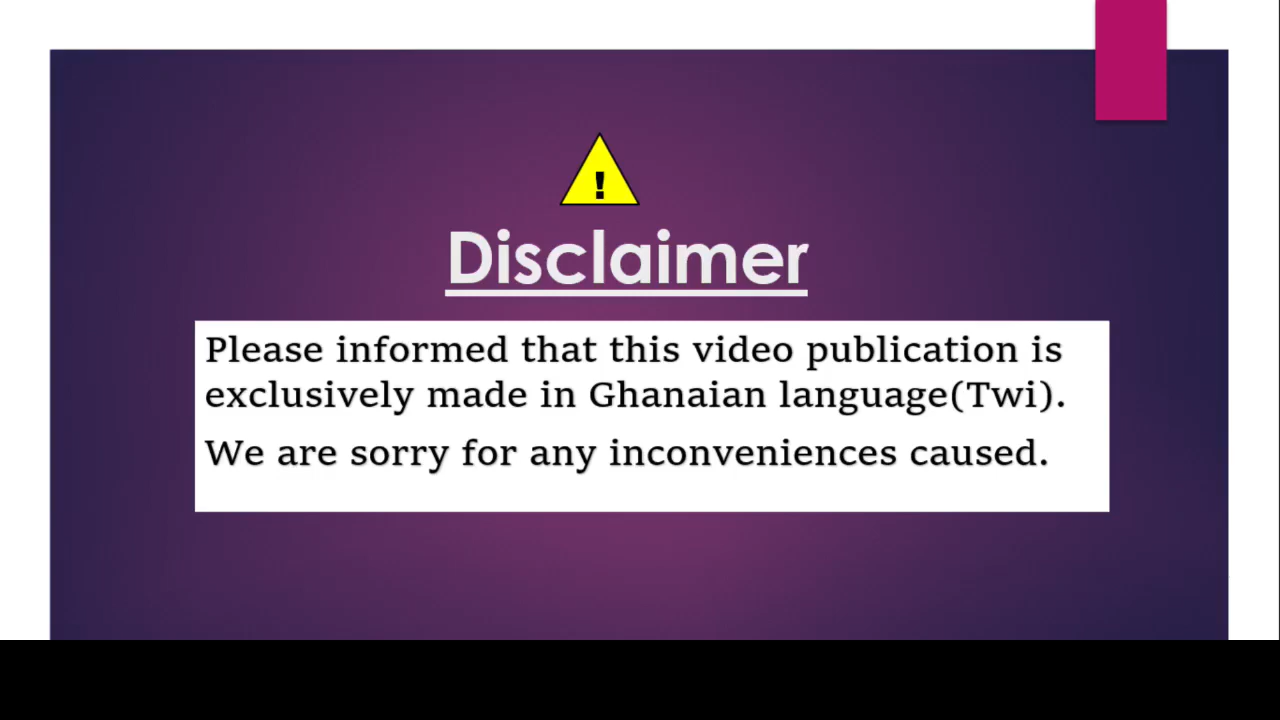 !
Disclaimer
Please informed that this video publication is
exclusively made in Ghanaian language(Twi).
We are sorry for any inconveniences caused.